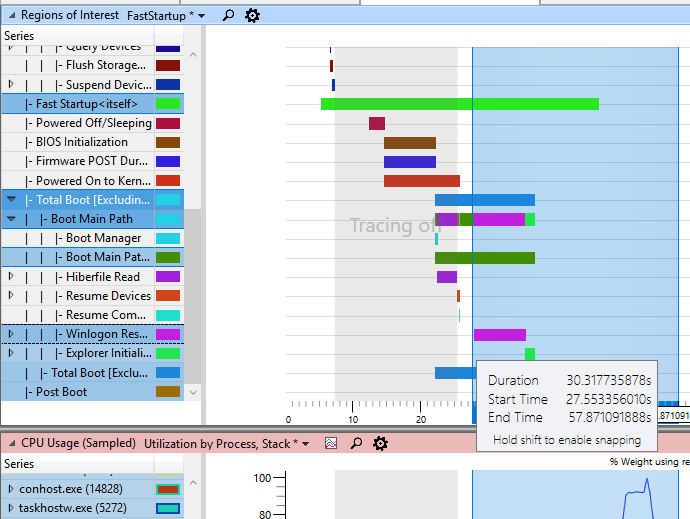 Regions of Interest FastStartup *
Series
|- Query Devices
|- Flush Storage...
|- Suspend Devic...
|- Fast Startup<itself>
|- Powered Off/Sleeping
|- BIOS Initialization
|- Firmware POST Dur...
|- Powered On to Kern...
|- Total Boot [Excludin...
|- Boot Main Path
|- Boot Manager
|- Boot Main Pat...
|- Hiberfile Read
|- Resume Devices
|- Resume Com...
|- Winlogon Res...
|- Explorer Initiali...
|- Total Boot [Exclu...
|- Post Boot
Tracing off
0 10 20
.871091
Duration 30.317735878s
Start Time 27.553356010s
End Time 57.871091888s
Hold shift to enable snapping
CPU Usage (Sampled) Utilization by Process, Stack *
Series
conhost.exe (14828)
taskhostw.exe (5272)
% Weight using re
100
80